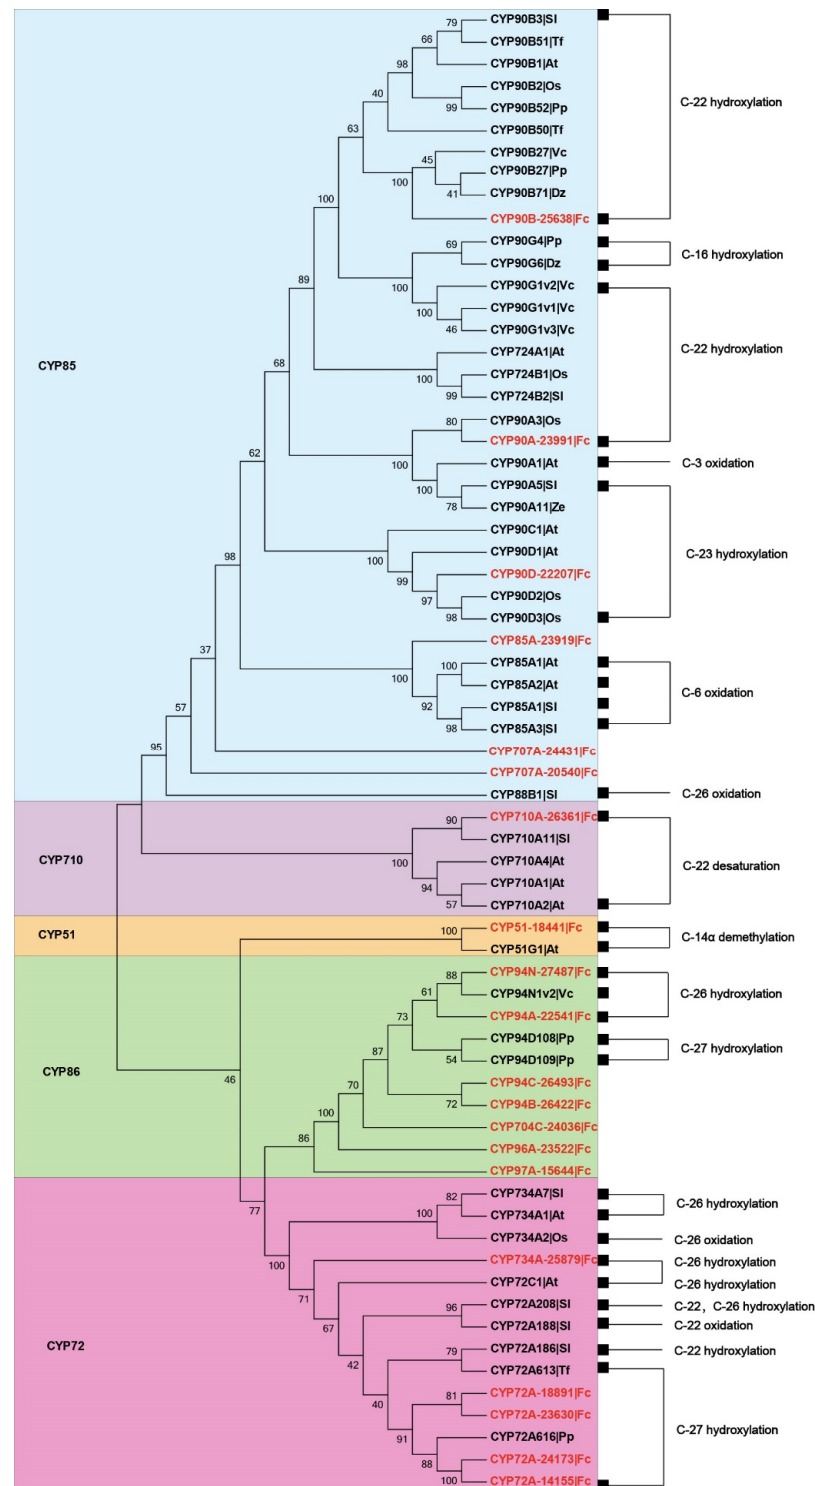 79
CYP90B3|Sl
66
CYP90B51|Tf
98
CYP90B1|At
40
CYP90B2|Os
C-22 hydroxylation
99
CYP90B52|Pp
63
CYP90B50|Tf
45
CYP90B27|Vc
CYP90B27|Pp
100
41
CYP90B71|Dz
100
CYP90B-25638|Fc
69
CYP90G4|Pp
C-16 hydroxylation
CYP90G6|Dz
89
100
CYP90G1v2|Vc
100
CYP90G1v1|Vc
46
CYP90G1v3|Vc
C-22 hydroxylation
68
CYP724A1|At
CYP85
100
CYP724B1|Os
99
CYP724B2|Sl
80
CYP90A3|Os
CYP90A-23991|Fc
62
100
CYP90A1|At
C-3 oxidation
100
CYP90A5|Sl
78
CYP90A11|Ze
CYP90C1|At
98
100
CYP90D1|At
C-23 hydroxylation
99
CYP90D-22207|Fc
97
CYP90D2|Os
98
CYP90D3|Os
37
CYP85A-23919|Fc
100
100
CYP85A1|At
CYP85A2|At
C-6 oxidation
92
CYP85A1|Sl
57
98
CYP85A3|Sl
95
CYP707A-24431|Fc
CYP707A-20540|Fc
CYP88B1|Sl
C-26 oxidation
90
CYP710A-26361|Fc
CYP710A11|Sl
CYP710
100
CYP710A4|At
C-22 desaturation
94
CYP710A1|At
57
CYP710A2|At
100
CYP51-18441|Fc
CYP51
C-14α demethylation
CYP51G1|At
88
CYP94N-27487|Fc
61
CYP94N1v2|Vc
C-26 hydroxylation
73
CYP94A-22541|Fc
87
CYP94D108|Pp
C-27 hydroxylation
54
CYP94D109|Pp
CYP86
46
70
CYP94C-26493|Fc
72
CYP94B-26422|Fc
100
CYP704C-24036|Fc
86
CYP96A-23522|Fc
CYP97A-15644|Fc
77
82
CYP734A7|Sl
C-26 hydroxylation
100
CYP734A1|At
CYP734A2|Os
C-26 oxidation
100
CYP734A-25879|Fc
C-26 hydroxylation
71
CYP72C1|At
C-26 hydroxylation
67
96
CYP72A208|Sl
C-22，C-26 hydroxylation
CYP72A188|Sl
C-22 oxidation
CYP72
42
79
CYP72A186|Sl
C-22 hydroxylation
CYP72A613|Tf
40
81
CYP72A-18891|Fc
CYP72A-23630|Fc
C-27 hydroxylation
91
CYP72A616|Pp
88
CYP72A-24173|Fc
100
CYP72A-14155|Fc